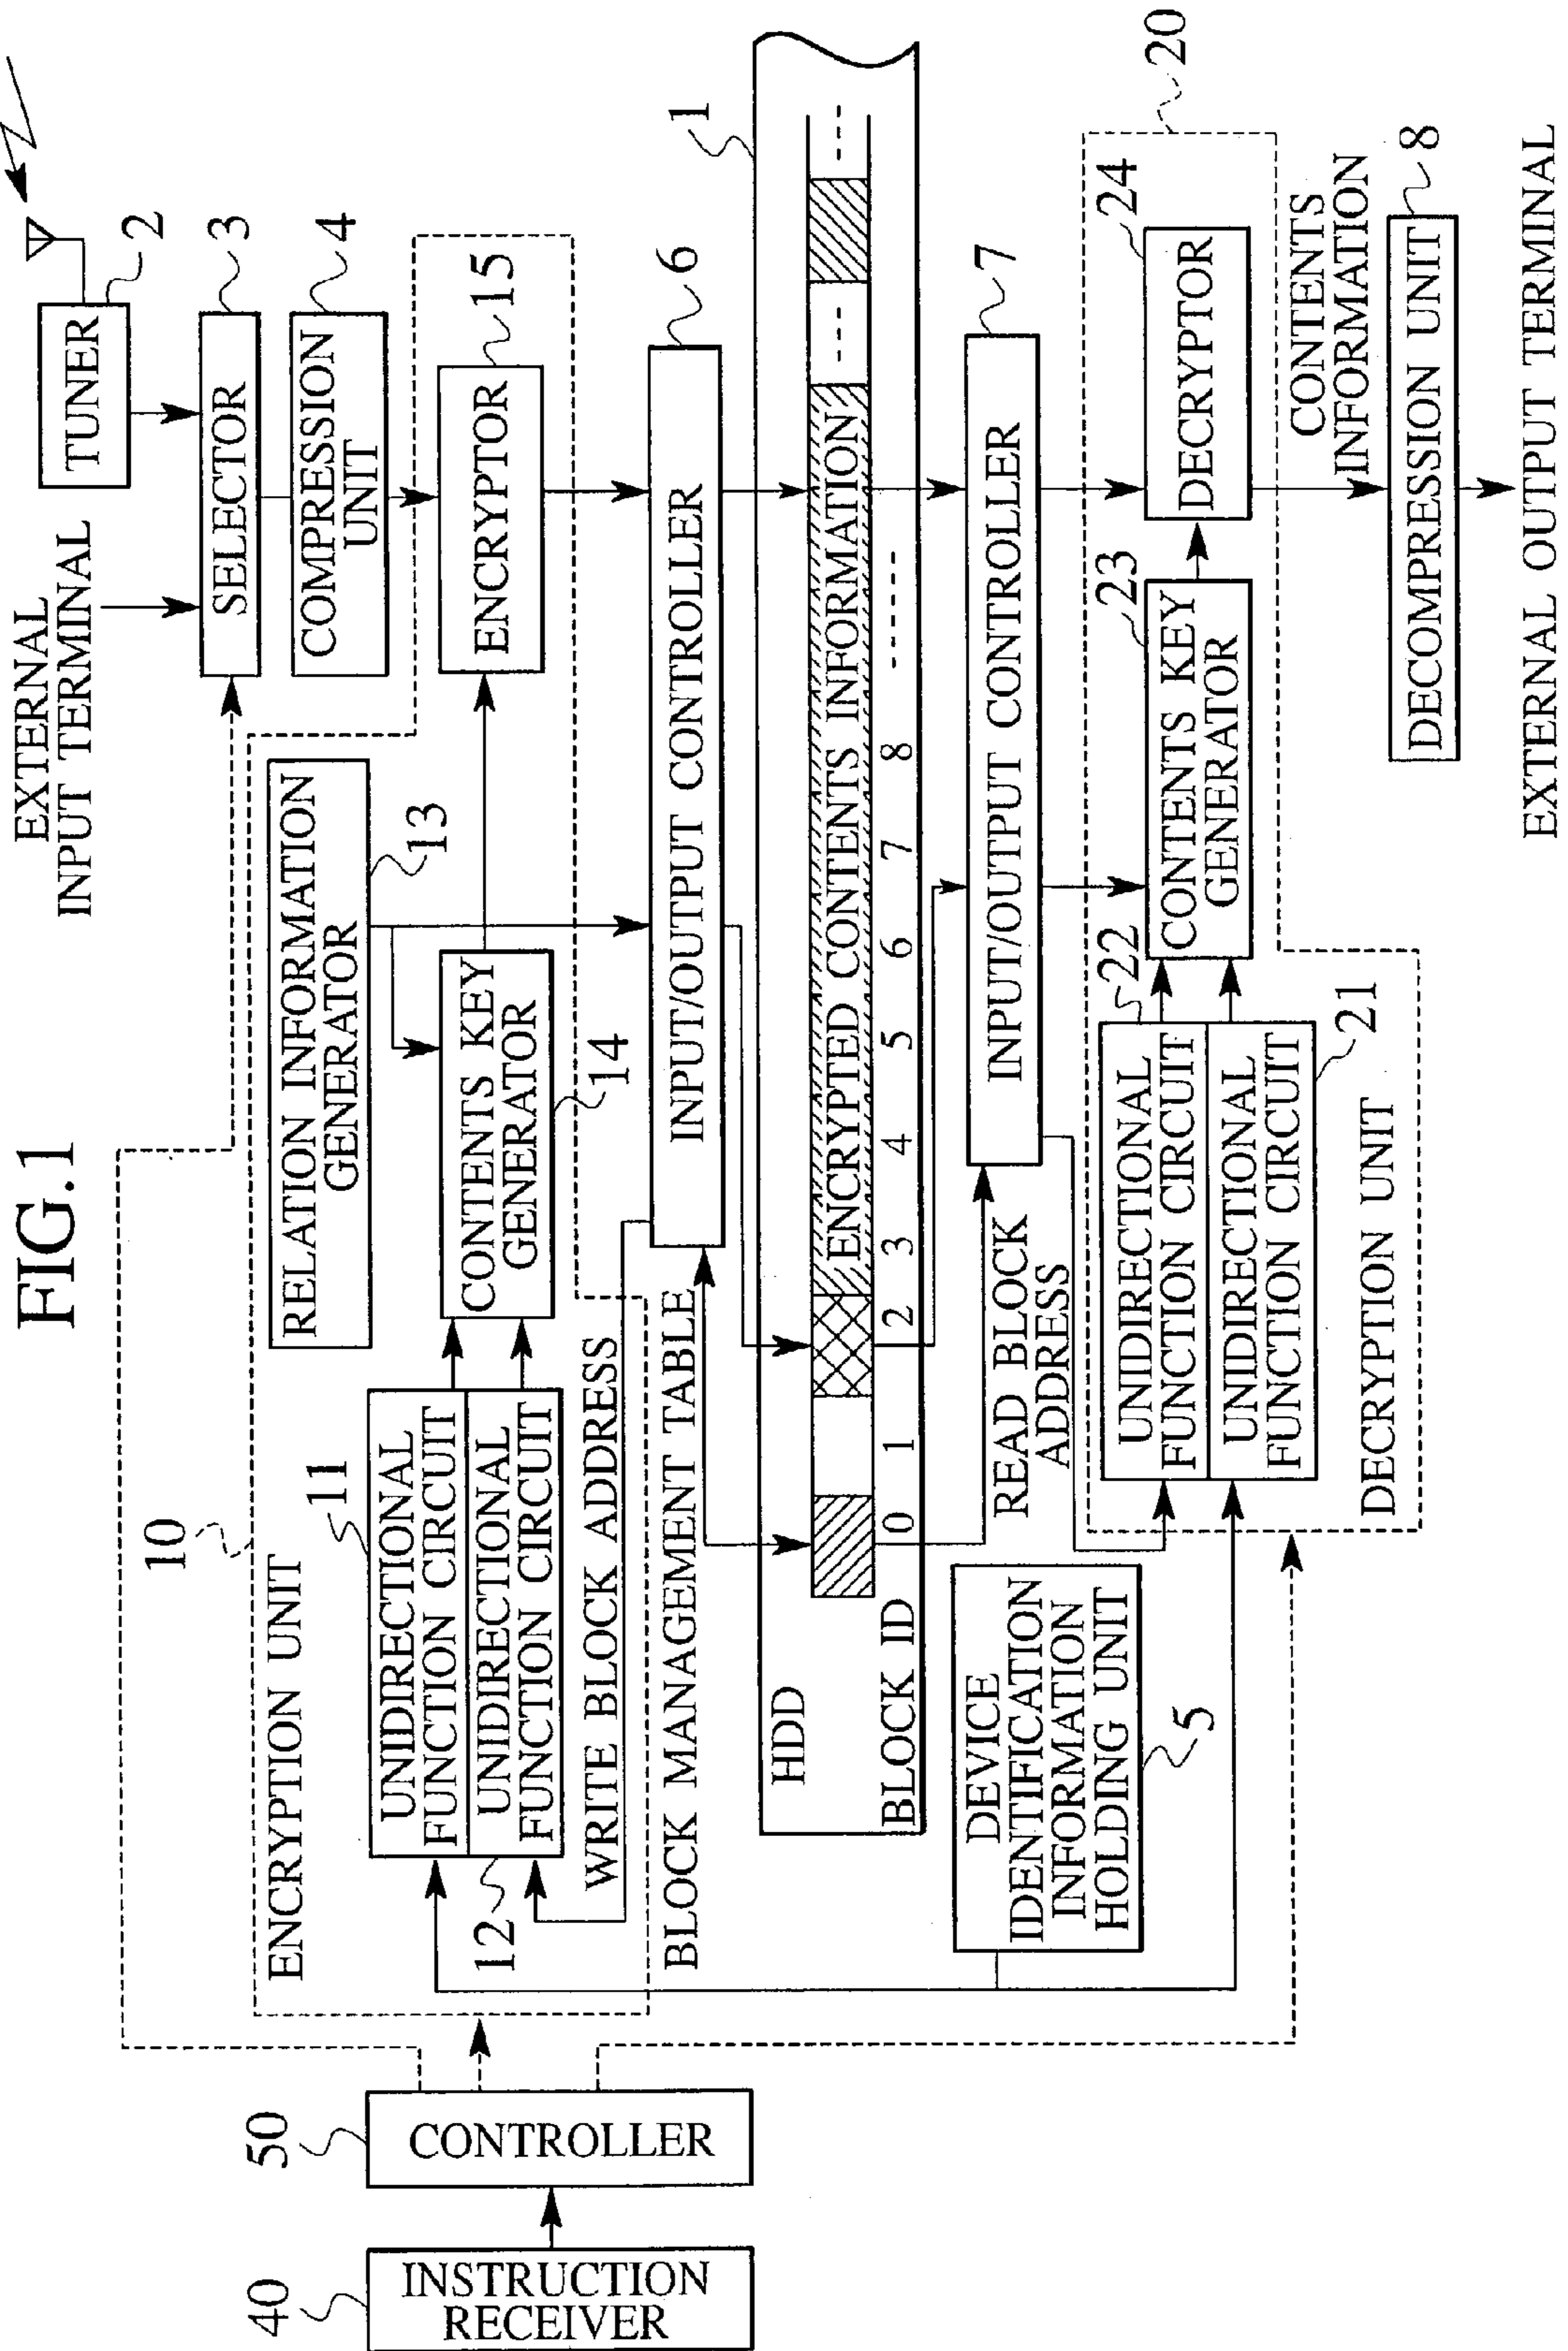 FIG.1
EXTERNAL
INPUT TERMINAL
TUNER
2
SELECTOR
3
COMPRESSION
UNIT
4
10
ENCRYPTION UNIT
RELATION INFORMATION
GENERATOR
13
UNIDIRECTIONAL
FUNCTION CIRCUIT
11
UNIDIRECTIONAL
FUNCTION CIRCUIT
12
CONTENTS KEY
GENERATOR
14
ENCRYPTOR
15
WRITE BLOCK ADDRESS
BLOCK MANAGEMENT TABLE
INPUT/OUTPUT CONTROLLER
6
40
INSTRUCTION
RECEIVER
50
CONTROLLER
HDD
1
ENCRYPTED CONTENTS INFORMATION
BLOCK ID
0 1 2 3 4 5 6 7 8
DEVICE
IDENTIFICATION
INFORMATION
HOLDING UNIT
5
READ BLOCK
ADDRESS
INPUT/OUTPUT CONTROLLER
7
UNIDIRECTIONAL
FUNCTION CIRCUIT
22
UNIDIRECTIONAL
FUNCTION CIRCUIT
21
CONTENTS KEY
GENERATOR
23
DECRYPTOR
24
20
DECRYPTION UNIT
CONTENTS
INFORMATION
DECOMPRESSION UNIT
8
EXTERNAL OUTPUT TERMINAL